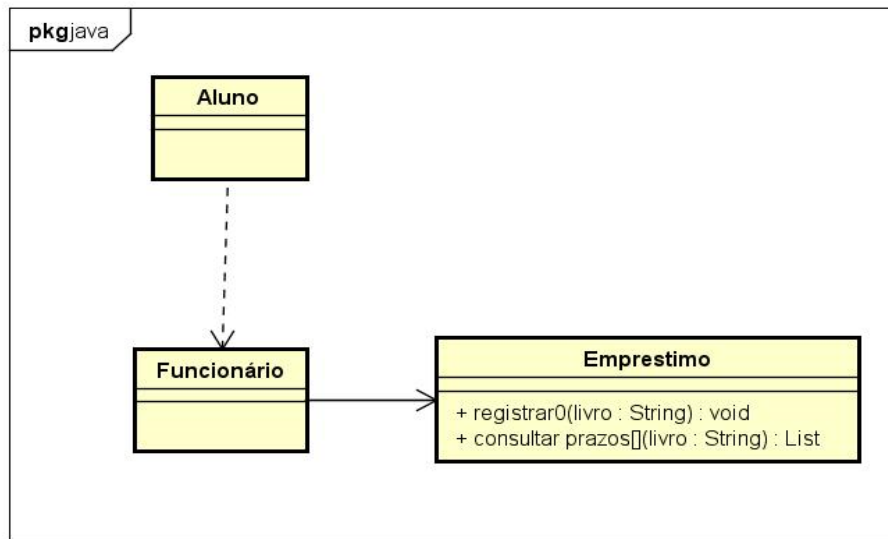 pkgjava
Aluno
Funcionário
Emprestimo
+ registrar0(livro : String) : void
+ consultar prazos[](livro : String) : List